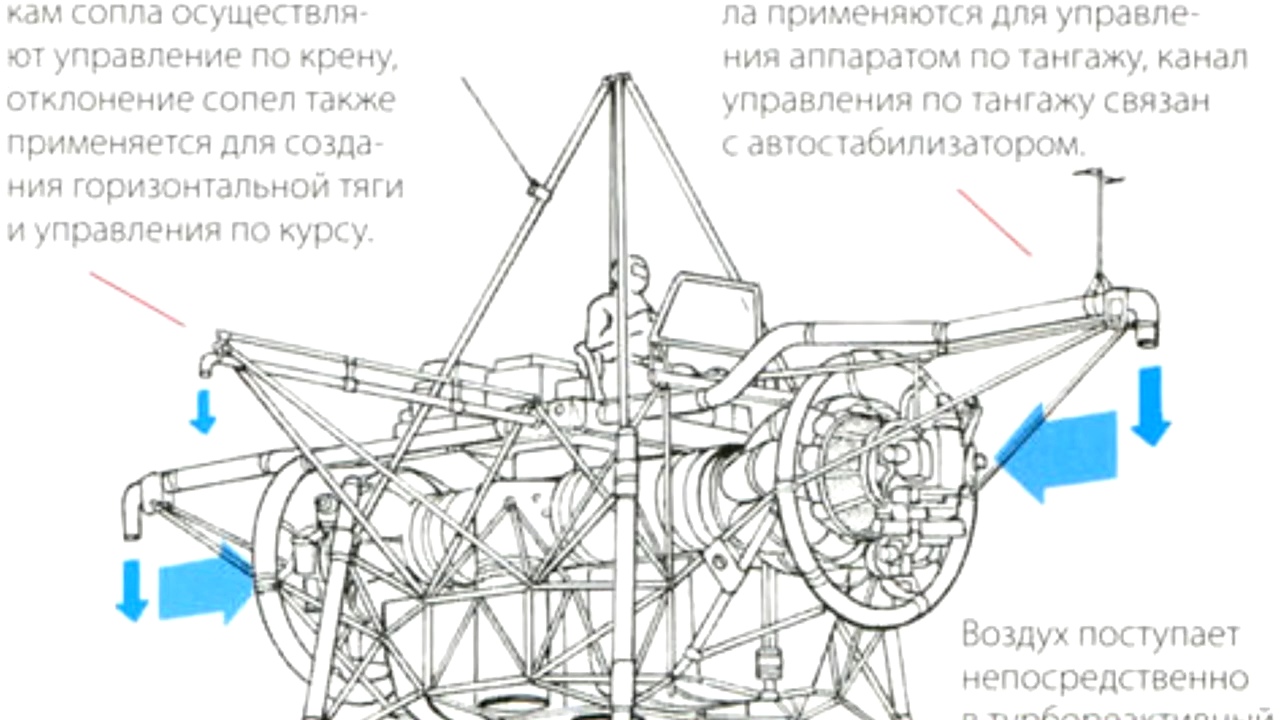 кам сопла осуществля-
ют управление по крену,
отклонение сопел также
применяется для созда-
ния горизонтальной тяги
и управления по курсу.
ла применяются для управле-
ния аппаратом по тангажу, канал
управления по тангажу связан
с автостабилизатором.
Воздух поступает
непосредственно
в турбореактивный